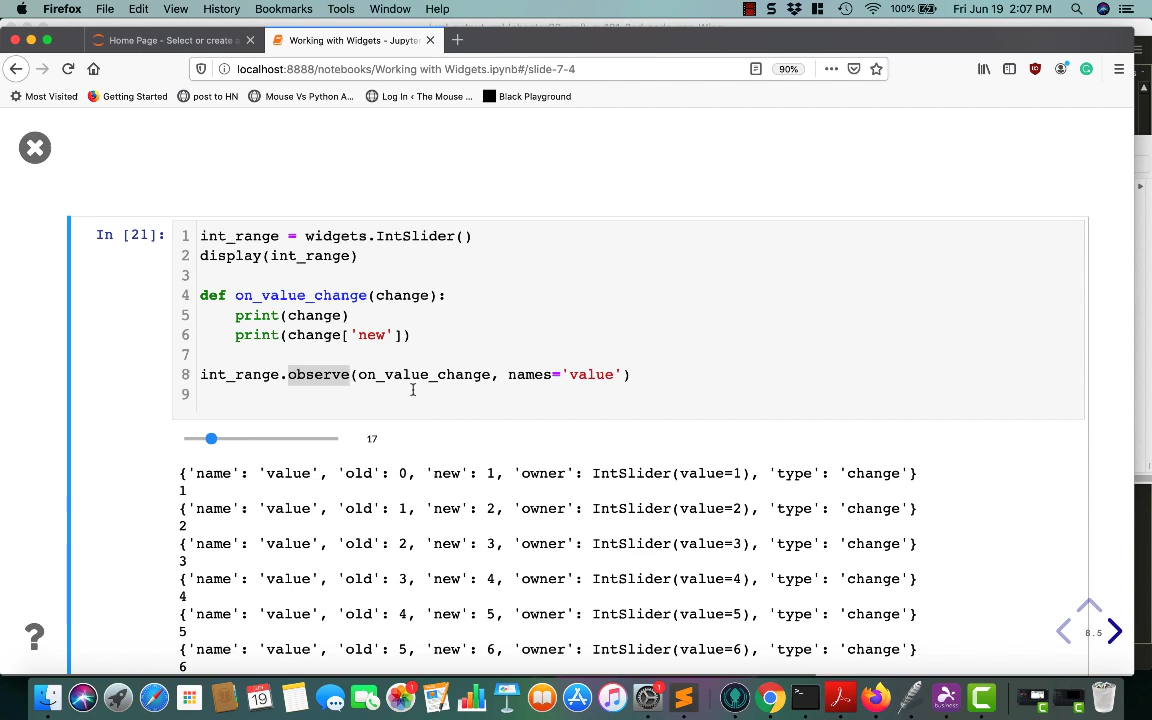 Firefox File Edit View History Bookmarks Tools Window Help 100% Fri Jun 19 2:07 PM
Home Page - Select or create a Working with Widgets - Jupyter
localhost:8888/notebooks/Working with Widgets.ipynb#/slide-7-4 90%
Most Visited Getting Started post to HN Mouse Vs Python A... Log In ‹ The Mouse ... Black Playground
In [21]:
1 int_range = widgets.IntSlider()
2 display(int_range)
3
4 def on_value_change(change):
5 print(change)
6 print(change['new'])
7
8 int_range.observe(on_value_change, names='value')
9
17
{'name': 'value', 'old': 0, 'new': 1, 'owner': IntSlider(value=1), 'type': 'change'}
1
{'name': 'value', 'old': 1, 'new': 2, 'owner': IntSlider(value=2), 'type': 'change'}
2
{'name': 'value', 'old': 2, 'new': 3, 'owner': IntSlider(value=3), 'type': 'change'}
3
{'name': 'value', 'old': 3, 'new': 4, 'owner': IntSlider(value=4), 'type': 'change'}
4
{'name': 'value', 'old': 4, 'new': 5, 'owner': IntSlider(value=5), 'type': 'change'}
5
{'name': 'value', 'old': 5, 'new': 6, 'owner': IntSlider(value=6), 'type': 'change'}
6
8.5
?